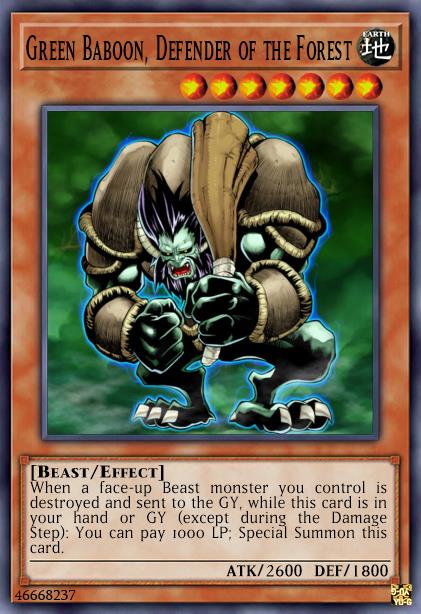 Green Baboon, Defender of the Forest
EARTH
地
[Beast/Effect]
When a face-up Beast monster you control is
destroyed and sent to the GY, while this card is in
your hand or GY (except during the Damage
Step): You can pay 1000 LP; Special Summon this
card.
ATK/2600 DEF/1800
46668237